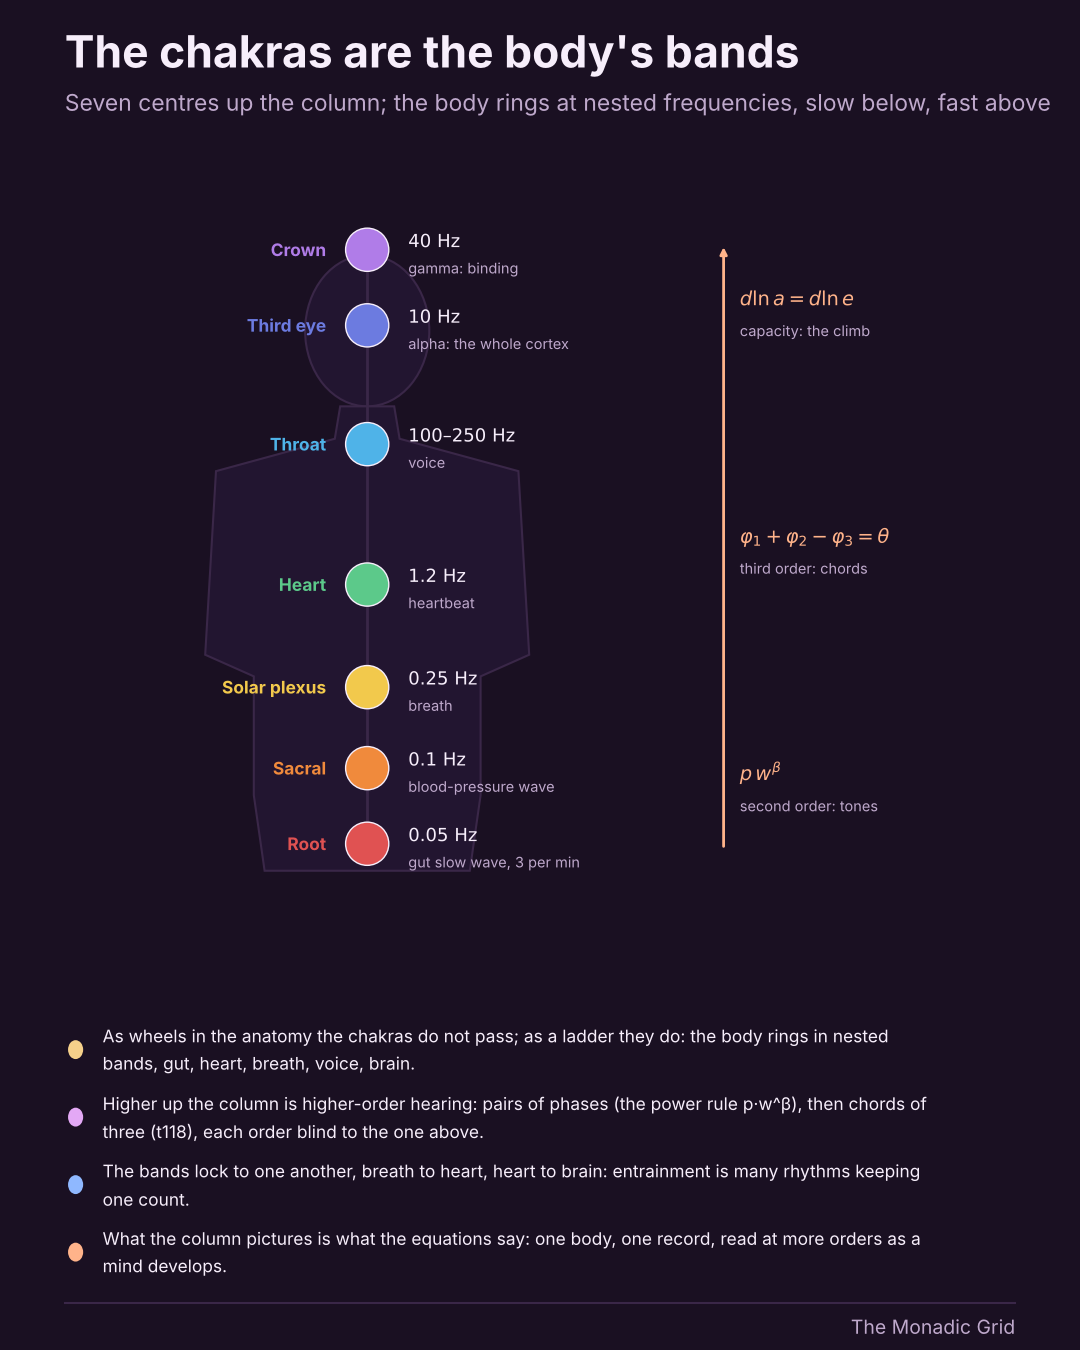 The chakras are the body's bands
Seven centres up the column; the body rings at nested frequencies, slow below, fast above
Crown
40 Hz
gamma: binding
Third eye
10 Hz
alpha: the whole cortex
Throat
100–250 Hz
voice
Heart
1.2 Hz
heartbeat
Solar plexus
0.25 Hz
breath
Sacral
0.1 Hz
blood-pressure wave
Root
0.05 Hz
gut slow wave, 3 per min
d ln a = d ln e
capacity: the climb
φ₁ + φ₂ − φ₃ = θ
third order: chords
p w^β
second order: tones
As wheels in the anatomy the chakras do not pass; as a ladder they do: the body rings in nested
bands, gut, heart, breath, voice, brain.
Higher up the column is higher-order hearing: pairs of phases (the power rule p·w^β), then chords of
three (t118), each order blind to the one above.
The bands lock to one another, breath to heart, heart to brain: entrainment is many rhythms keeping
one count.
What the column pictures is what the equations say: one body, one record, read at more orders as a
mind develops.
The Monadic Grid